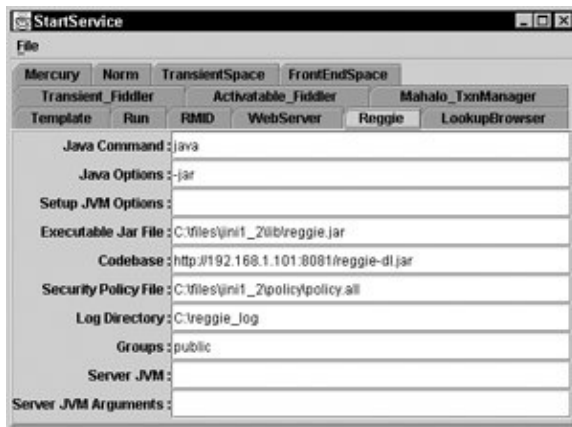 StartService
File
Mercury Norm TransientSpace FrontEndSpace
Transient_Fiddler Activatable_Fiddler Mahalo_TxnManager
Template Run RMID WebServer Reggie LookupBrowser
Java Command : java
Java Options : -jar
Setup JVM Options :
Executable Jar File : C:\files\jini1_2\lib\reggie.jar
Codebase : http://192.168.1.101:8081/reggie-dl.jar
Security Policy File : C:\files\jini1_2\policy\policy.all
Log Directory : C:\reggie_log
Groups : public
Server JVM :
Server JVM Arguments :